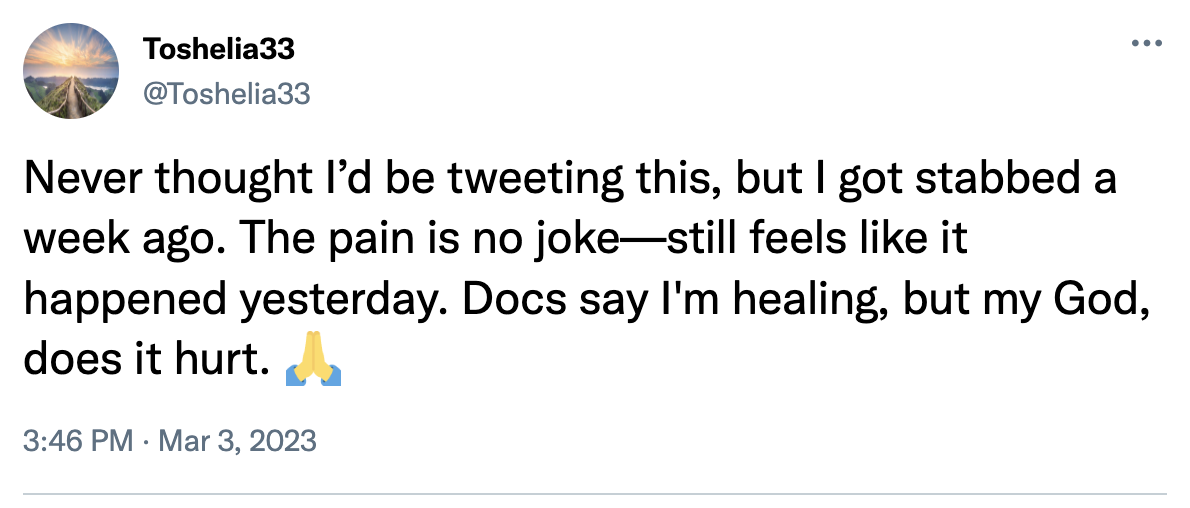 Toshelia33
@Toshelia33
Never thought I’d be tweeting this, but I got stabbed a
week ago. The pain is no joke—still feels like it
happened yesterday. Docs say I'm healing, but my God,
does it hurt. 🙏
3:46 PM · Mar 3, 2023